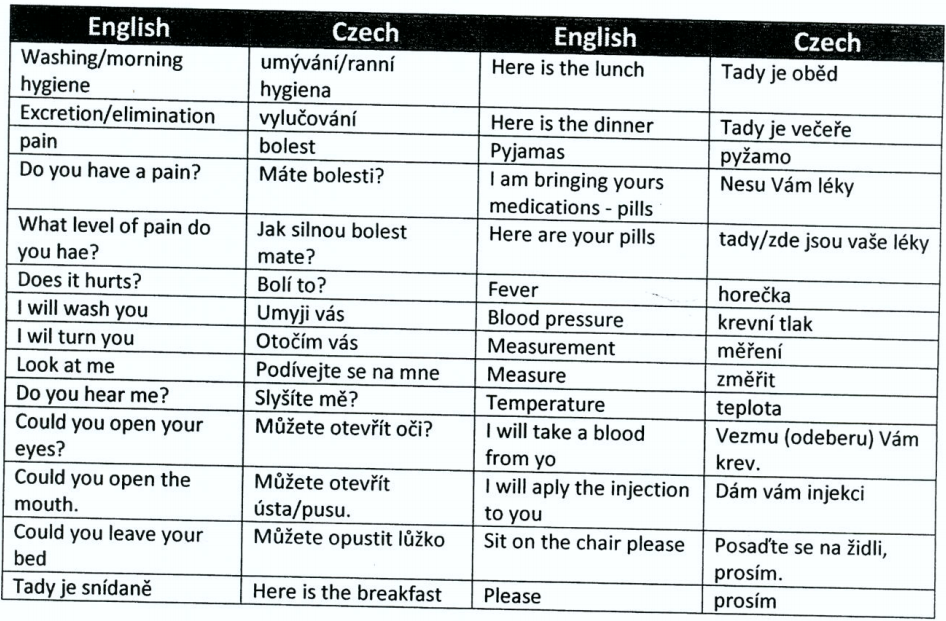 English Czech English Czech
Washing/morning umývání/ranní Here is the lunch Tady je oběd
hygiene hygiena
Excretion/elimination vylučování Here is the dinner Tady je večeře
pain bolest Pyjamas pyžamo
Do you have a pain? Máte bolesti? I am bringing yours Nesu Vám léky
medications - pills
What level of pain do Jak silnou bolest Here are your pills tady/zde jsou vaše léky
you hae? mate?
Does it hurts? Bolí to? Fever horečka
I will wash you Umyji vás Blood pressure krevní tlak
I wil turn you Otočím vás Measurement měření
Look at me Podívejte se na mne Measure změřit
Do you hear me? Slyšíte mě? Temperature teplota
Could you open your Můžete otevřít oči? I will take a blood Vezmu (odeberu) Vám
eyes? from yo krev.
Could you open the Můžete otevřít I will aply the injection Dám vám injekci
mouth. ústa/pusu. to you
Could you leave your Můžete opustit lůžko Sit on the chair please Posaďte se na židli,
bed prosím.
Tady je snídaně Here is the breakfast Please prosím